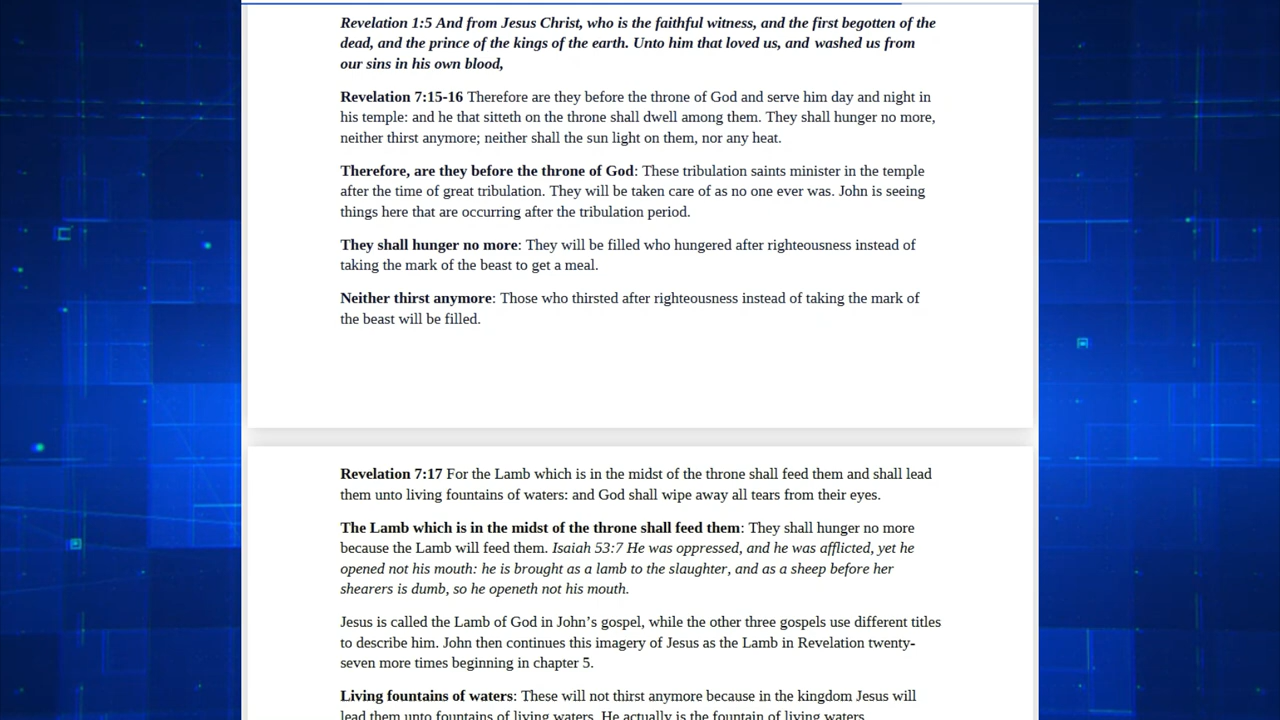 Revelation 1:5 And from Jesus Christ, who is the faithful witness, and the first begotten of the
dead, and the prince of the kings of the earth. Unto him that loved us, and washed us from
our sins in his own blood,
Revelation 7:15-16 Therefore are they before the throne of God and serve him day and night in
his temple: and he that sitteth on the throne shall dwell among them. They shall hunger no more,
neither thirst anymore; neither shall the sun light on them, nor any heat.
Therefore, are they before the throne of God: These tribulation saints minister in the temple
after the time of great tribulation. They will be taken care of as no one ever was. John is seeing
things here that are occurring after the tribulation period.
They shall hunger no more: They will be filled who hungered after righteousness instead of
taking the mark of the beast to get a meal.
Neither thirst anymore: Those who thirsted after righteousness instead of taking the mark of
the beast will be filled.
Revelation 7:17 For the Lamb which is in the midst of the throne shall feed them and shall lead
them unto living fountains of waters: and God shall wipe away all tears from their eyes.
The Lamb which is in the midst of the throne shall feed them: They shall hunger no more
because the Lamb will feed them. Isaiah 53:7 He was oppressed, and he was afflicted, yet he
opened not his mouth: he is brought as a lamb to the slaughter, and as a sheep before her
shearers is dumb, so he openeth not his mouth.
Jesus is called the Lamb of God in John’s gospel, while the other three gospels use different titles
to describe him. John then continues this imagery of Jesus as the Lamb in Revelation twenty-
seven more times beginning in chapter 5.
Living fountains of waters: These will not thirst anymore because in the kingdom Jesus will
lead them unto fountains of living waters. He actually is the fountain of living waters.